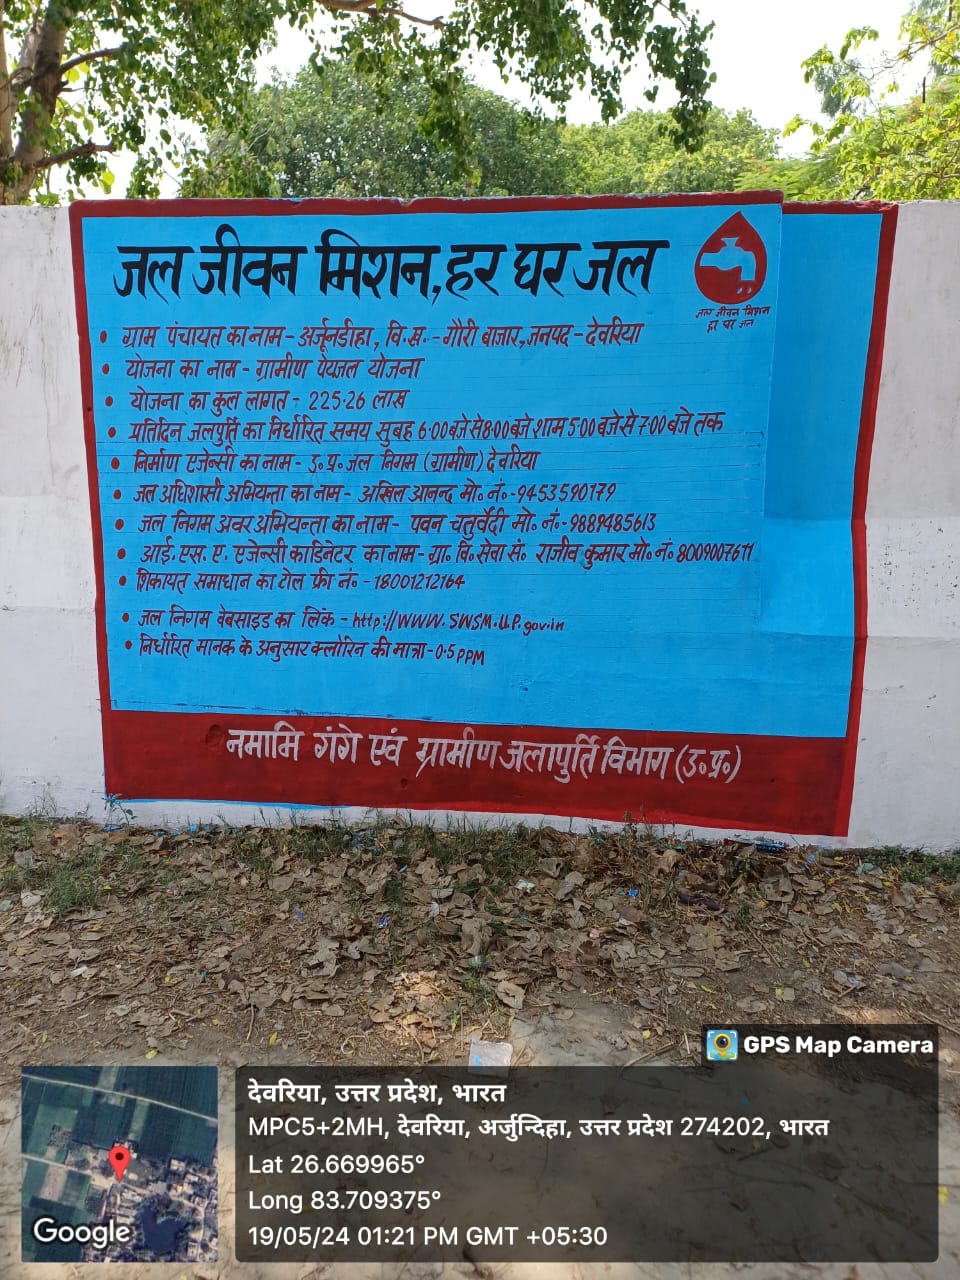 जल जीवन मिशन, हर घर जल
जल जीवन मिशन
हर घर जल
• ग्राम पंचायत का नाम - अर्जूनडीहा, वि.ख. - गौरी बाजार, जनपद - देवरिया
• योजना का नाम - ग्रामीण पेयजल योजना
• योजना का कुल लागत - 225.26 लाख
• प्रतिदिन जलपुर्ति का निर्धारित समय सुबह 6:00 बजे से 8:00 बजे शाम 5:00 बजे से 7:00 बजे तक
• निर्माण एजेन्सी का नाम - उ.प्र. जल निगम (ग्रामीण) देवरिया
• जल अधिशासी अभियन्ता का नाम - अखिल आनन्द मो. नं. - 9453590179
• जल निगम अवर अभियन्ता का नाम - पवन चतुर्वेदी मो. नं. - 9889485613
• आई. एस. ए. एजेन्सी काडिनेटर का नाम - ग्रा. वि. सेवा सं. राजीव कुमार मो. नं. 8009007611
• शिकायत समाधान का टोल फ्री नं. - 18001212164
• जल निगम वेबसाइड का लिंक - http://WWW.SWSM.U.P.gov.in
• निर्धारित मानक के अनुसार क्लोरिन की मात्रा - 0.5 PPM
नमामि गंगे एवं ग्रामीण जलापुर्ति विभाग (उ.प्र.)
GPS Map Camera
देवरिया, उत्तर प्रदेश, भारत
MPC5+2MH, देवरिया, अर्जुन्दिहा, उत्तर प्रदेश 274202, भारत
Lat 26.669965°
Long 83.709375°
19/05/24 01:21 PM GMT +05:30
Google